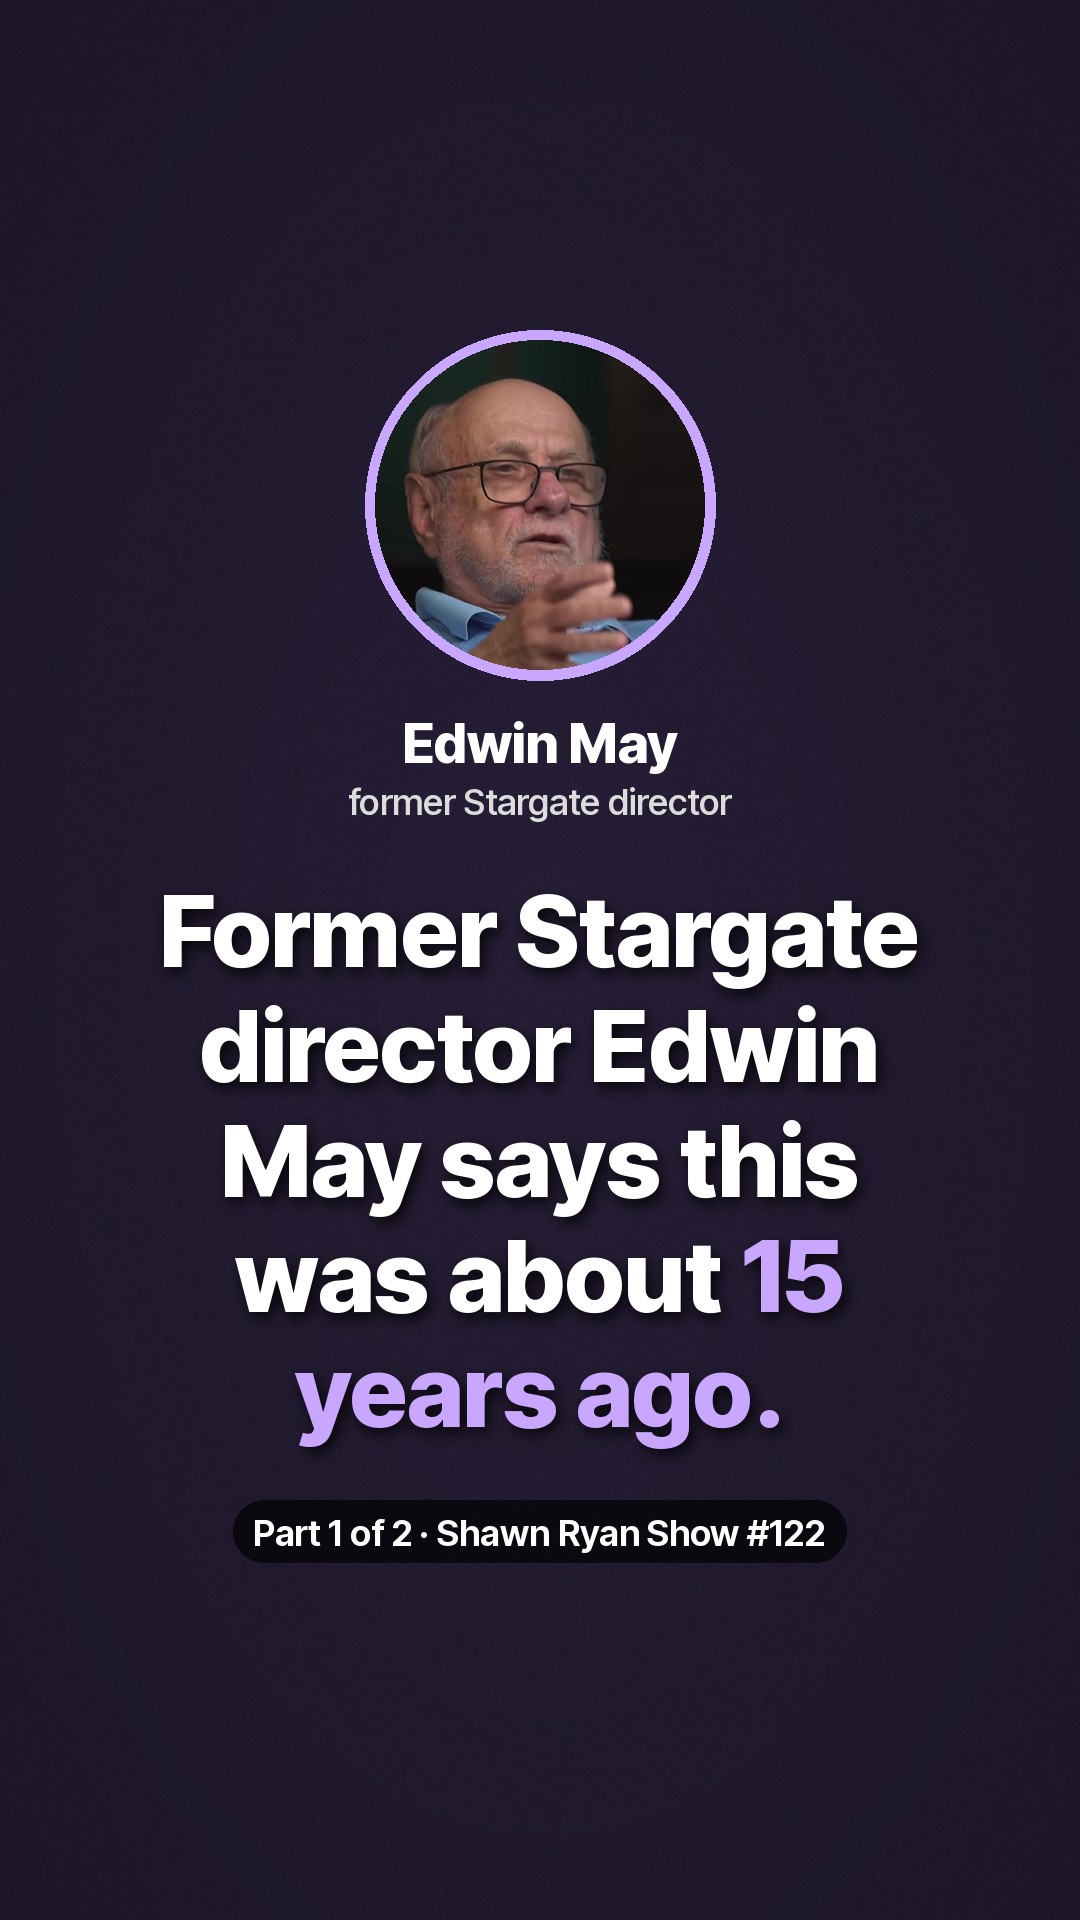 Edwin May
former Stargate director
Former Stargate
director Edwin
May says this
was about 15
years ago.
Part 1 of 2 · Shawn Ryan Show #122